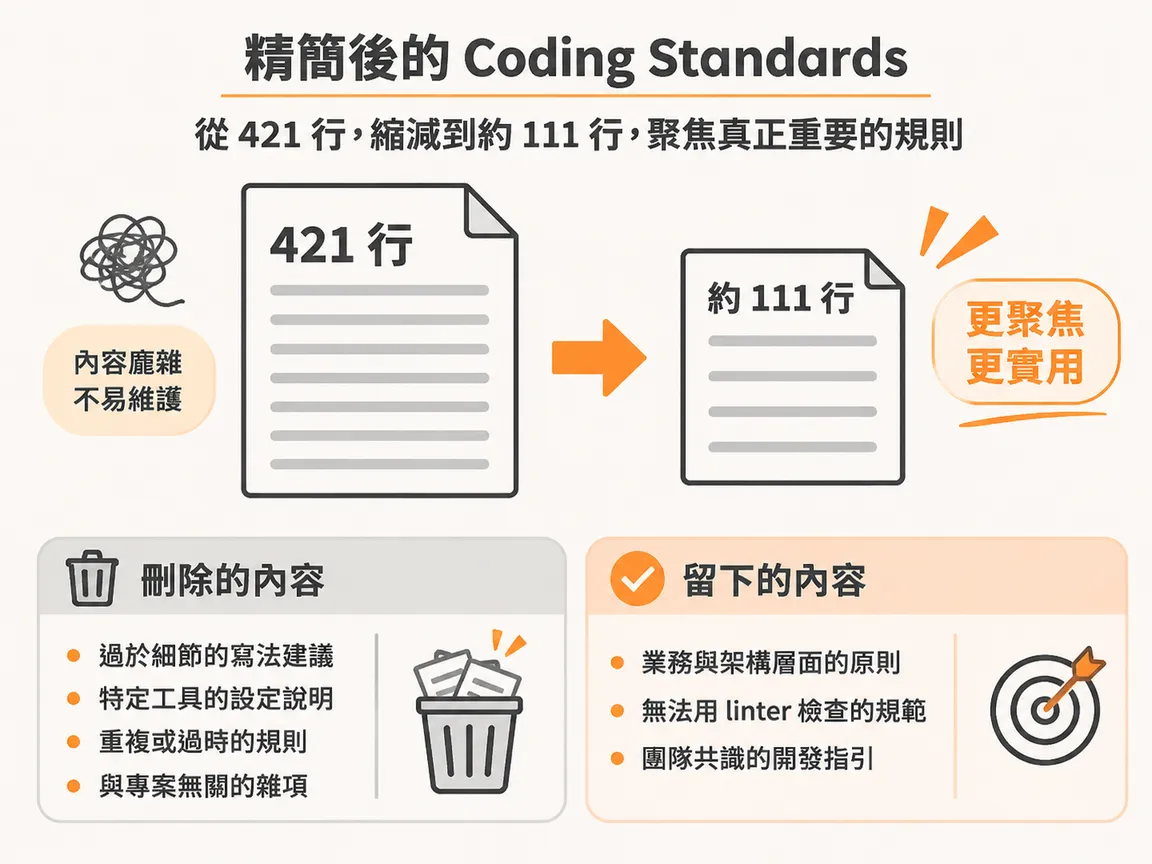 精簡後的 Coding Standards
從 421 行，縮減到約 111 行，聚焦真正重要的規則
421 行
內容龐雜
不易維護
約 111 行
更聚焦
更實用
刪除的內容
過於細節的寫法建議
特定工具的設定說明
重複或過時的規則
與專案無關的雜項
留下的內容
業務與架構層面的原則
無法用 linter 檢查的規範
團隊共識的開發指引